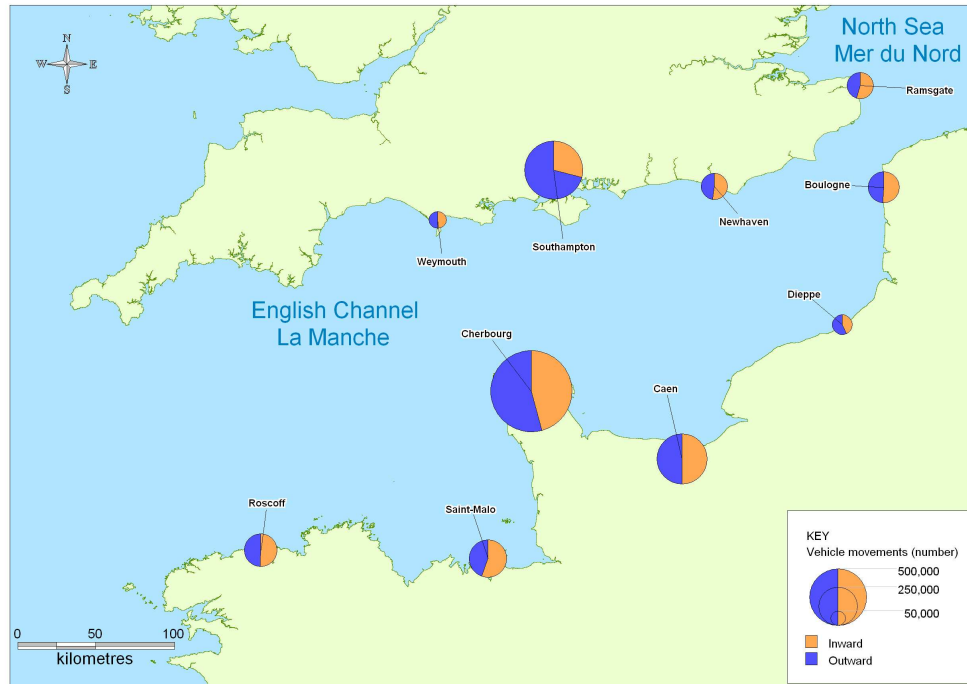 North Sea
Mer du Nord
N
W E
S
Ramsgate
Boulogne
Newhaven
Southampton
Weymouth
Dieppe
English Channel
La Manche
Cherbourg
Caen
Saint-Malo
Roscoff
KEY
Vehicle movements (number)
500,000
250,000
50,000
Inward
Outward
0 50 100
kilometres